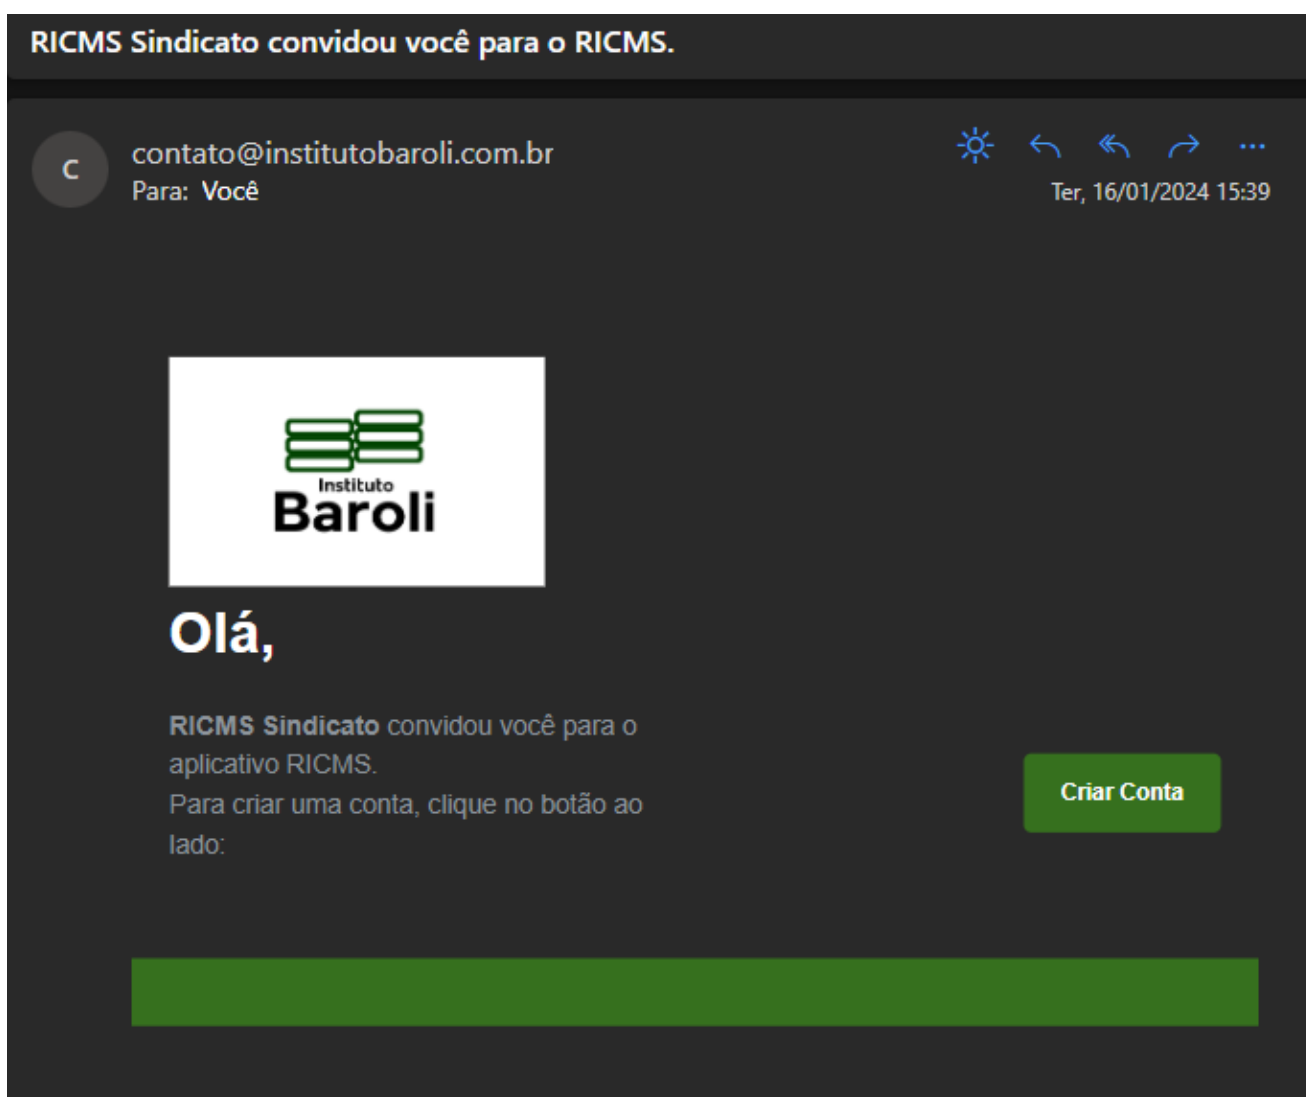 RICMS Sindicato convidou você para o RICMS.
C
contato@institutobaroli.com.br
Para: Você
Ter, 16/01/2024 15:39
Instituto
Baroli
Olá,
RICMS Sindicato convidou você para o
aplicativo RICMS.
Para criar uma conta, clique no botão ao
lado:
Criar Conta